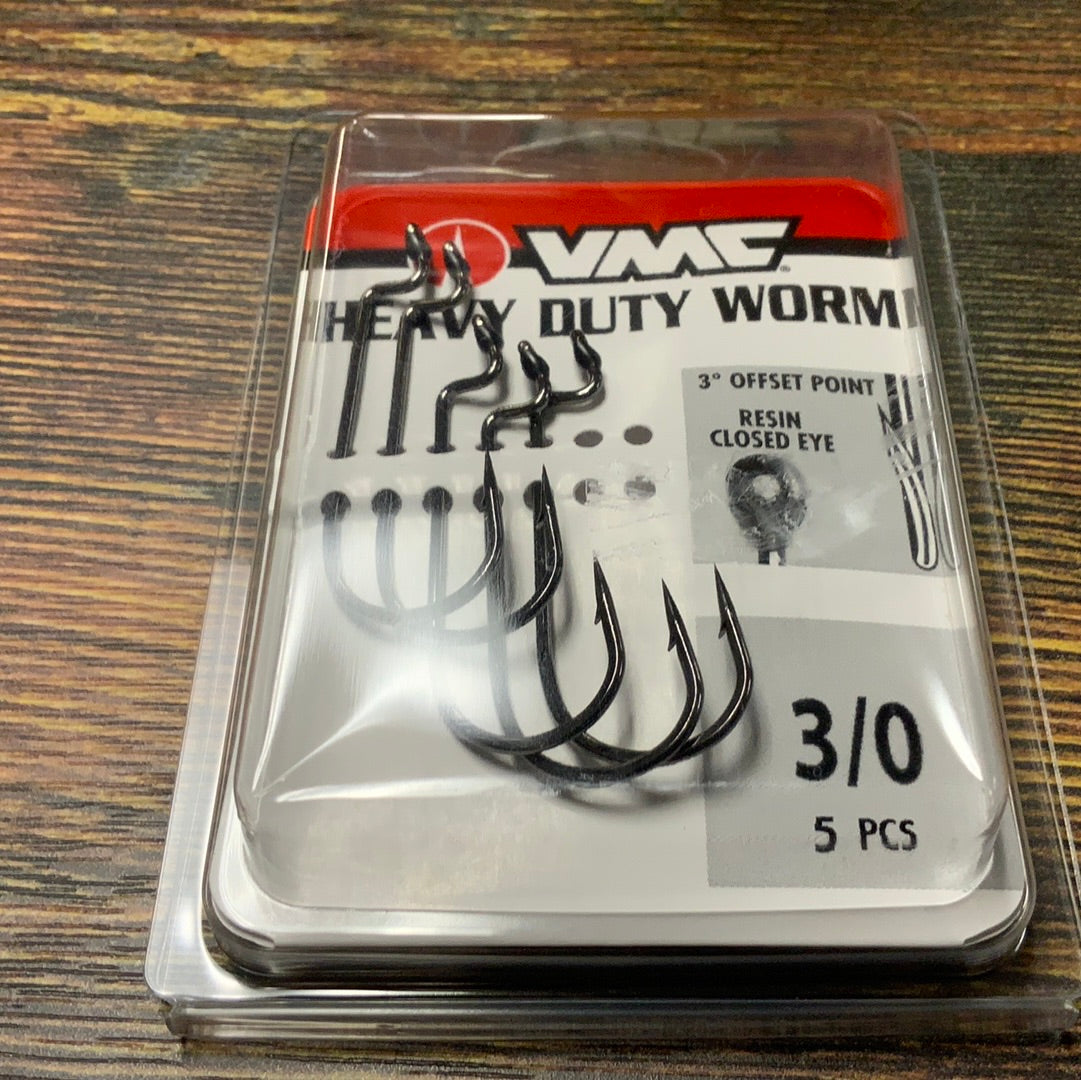 VMC
HEAVY DUTY WORM
3° OFFSET POINT
RESIN
CLOSED EYE
3/0
5 PCS